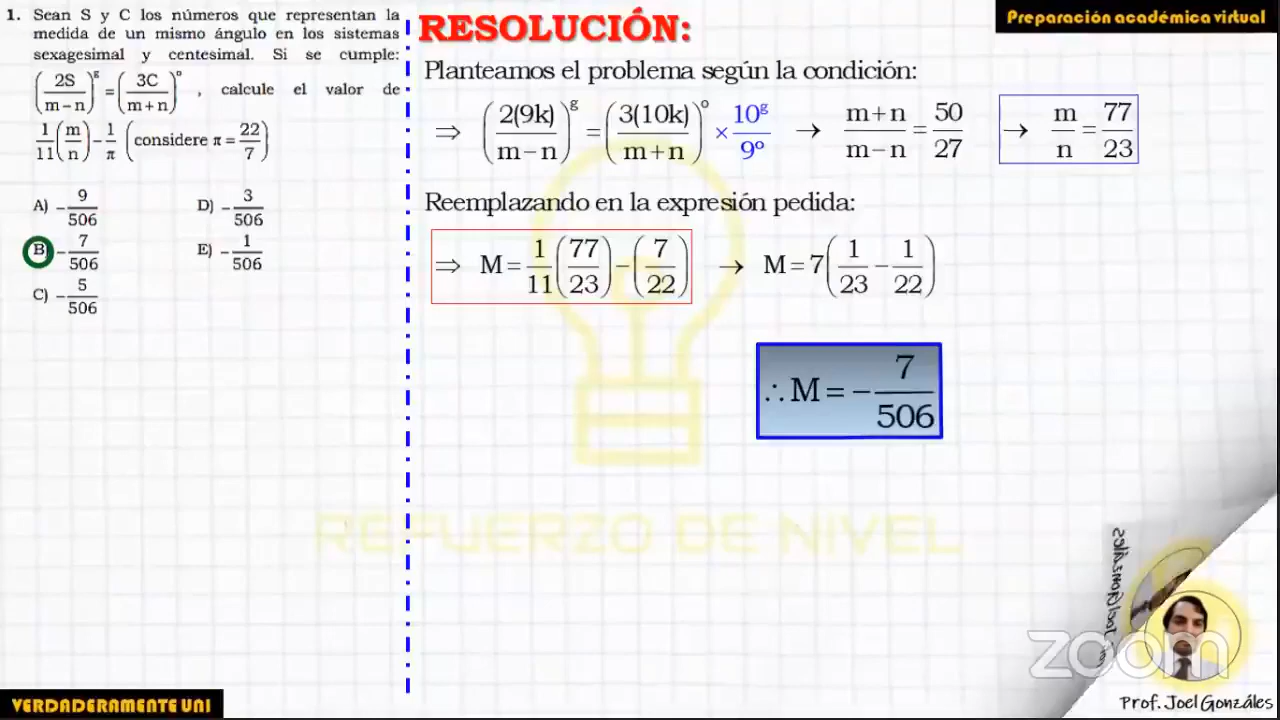 1. Sean S y C los números que representan la
medida de un mismo ángulo en los sistemas
sexagesimal y centesimal. Si se cumple:
(2S/(m−n))^g = (3C/(m+n))^o , calcule el valor de
1/11 (m/n) − 1/π (considere π = 22/7)
A) −9/506
D) −3/506
B) −7/506
E) −1/506
C) −5/506
RESOLUCIÓN:
Planteamos el problema según la condición:
⇒ (2(9k)/(m−n))^g = (3(10k)/(m+n))^o × 10^g/9^o → (m+n)/(m−n) = 50/27 → m/n = 77/23
Reemplazando en la expresión pedida:
⇒ M = 1/11 (77/23) − (7/22) → M = 7(1/23 − 1/22)
∴ M = −7/506
Preparación académica virtual
REFUERZO DE NIVEL
zoom
Prof. Joel Gonzáles
VERDADERAMENTE UNI